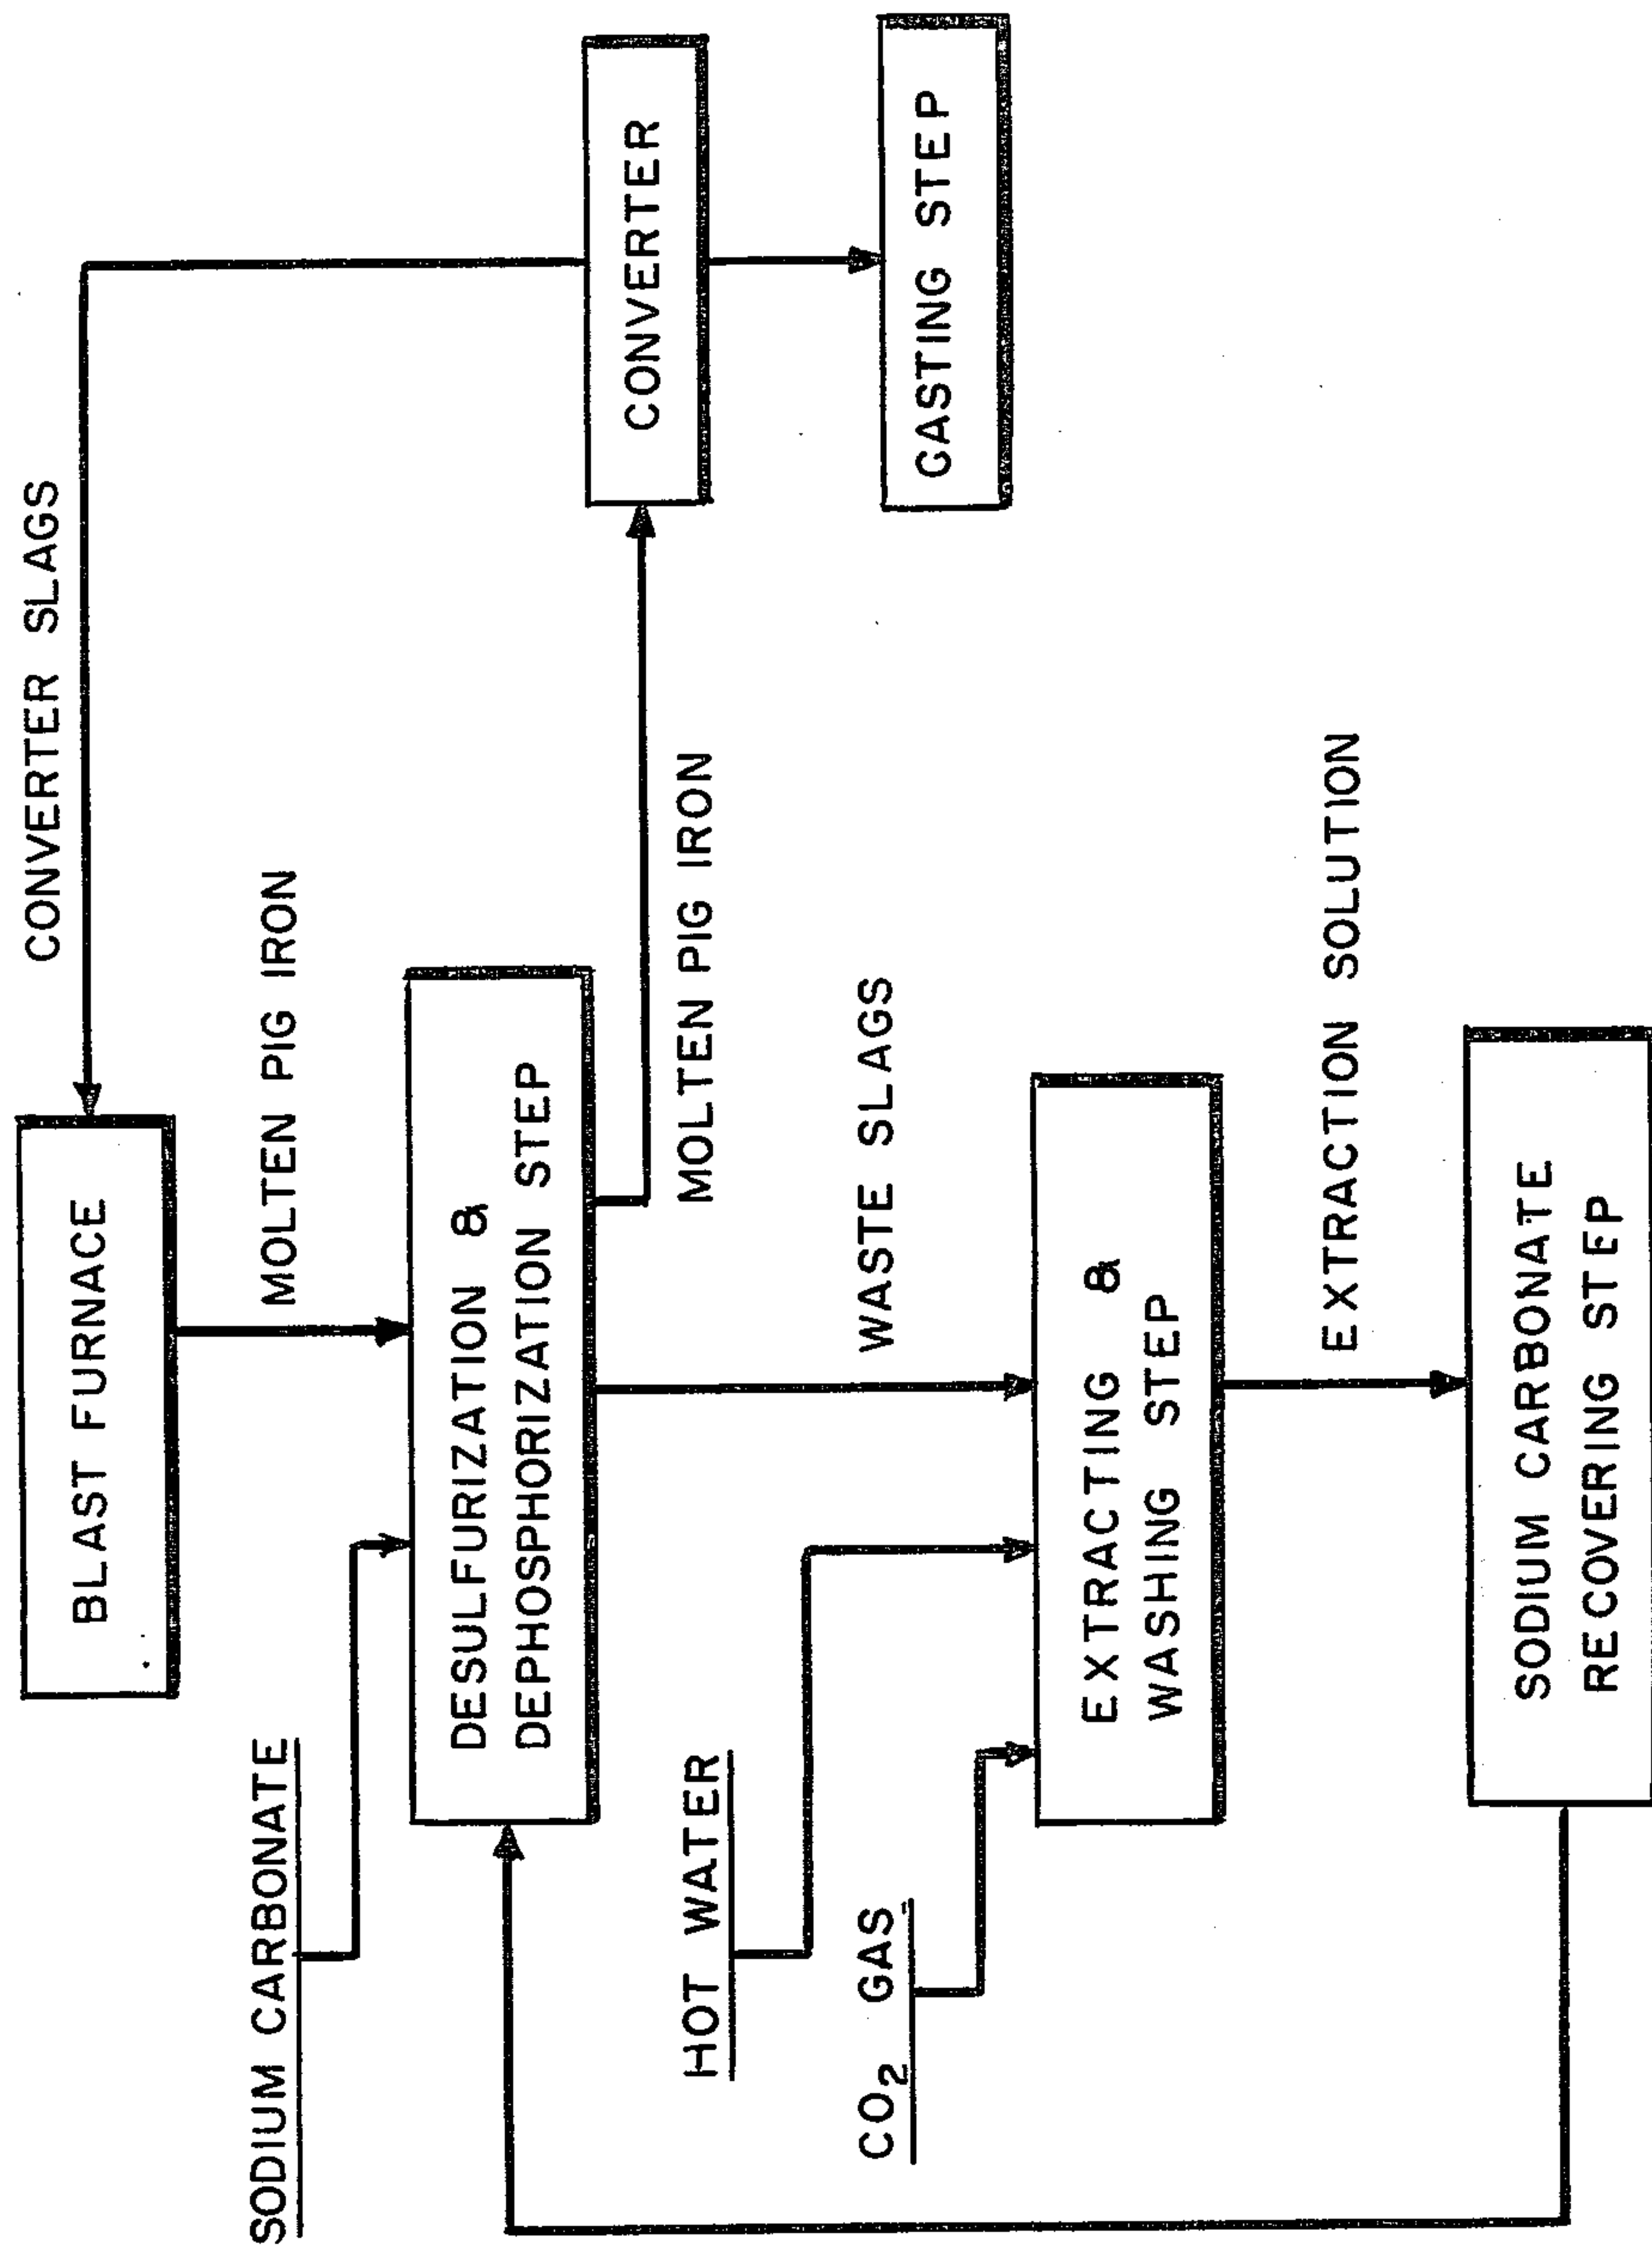 CONVERTER SLAGS
BLAST FURNACE
SODIUM CARBONATE
MOLTEN PIG IRON
DESULFURIZATION &
DEPHOSPHORIZATION STEP
CONVERTER
MOLTEN PIG IRON
HOT WATER
CO₂ GAS
WASTE SLAGS
GASTING STEP
EXTRACTING &
WASHING STEP
EXTRACTION SOLUTION
SODIUM CARBONATE
RECOVERING STEP